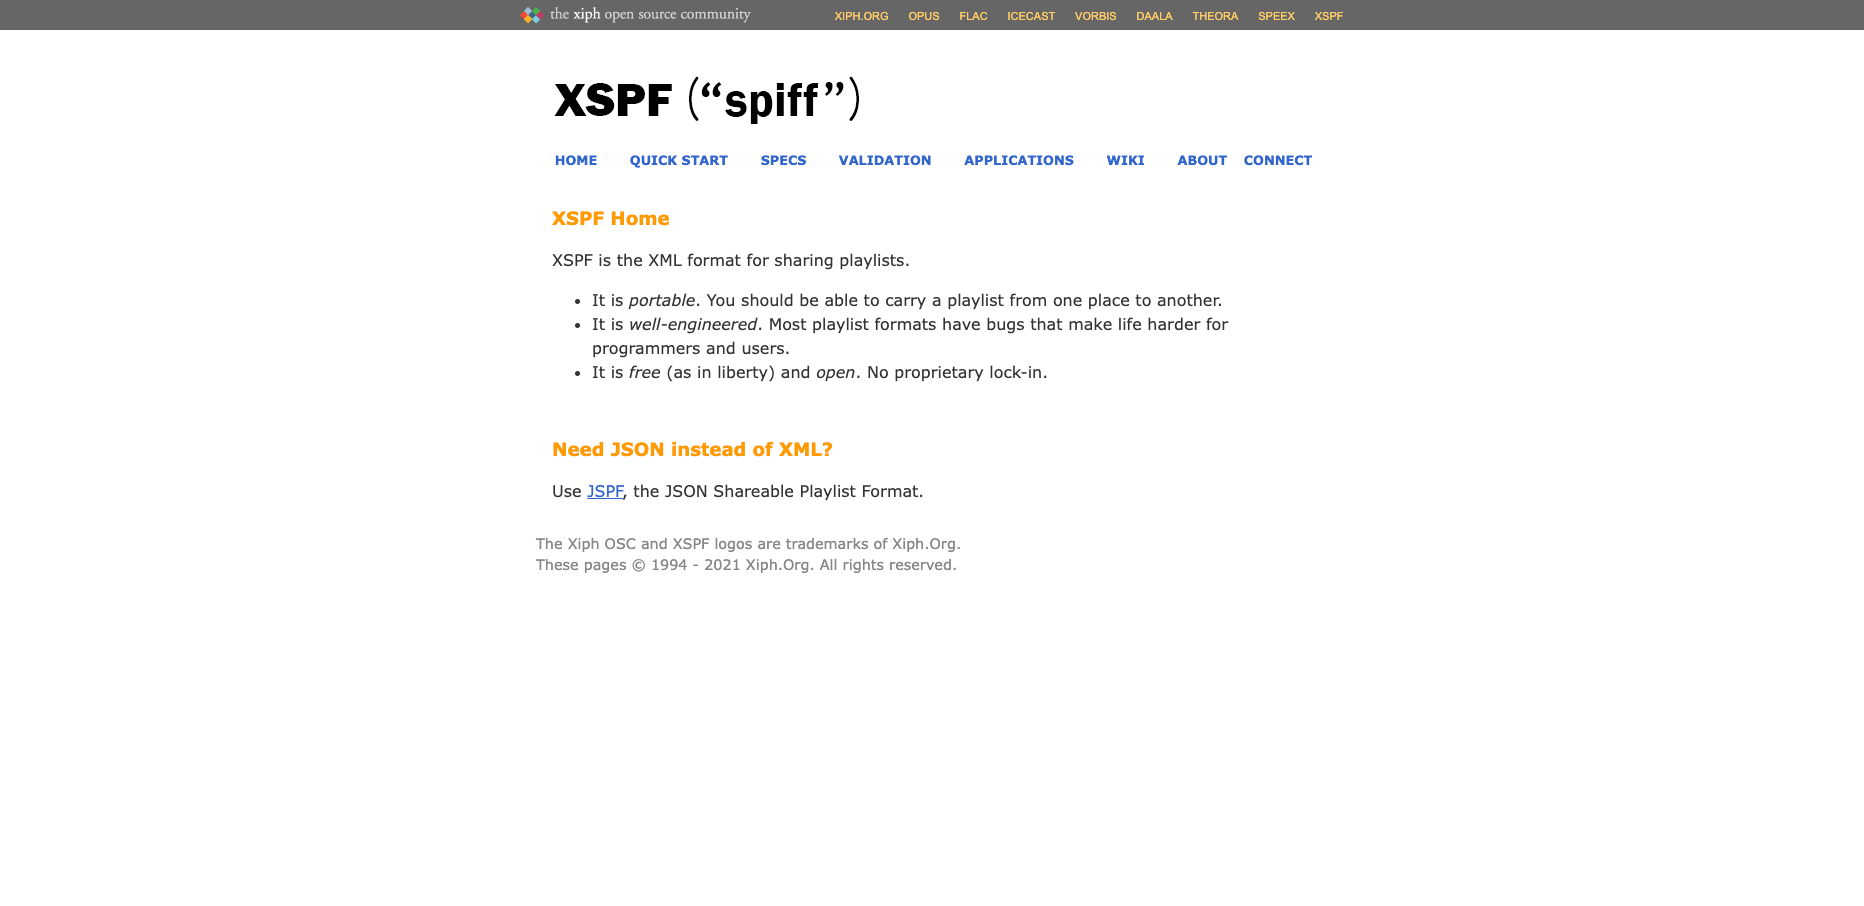 the xiph open source community XIPH.ORG OPUS FLAC ICECAST VORBIS DAALA THEORA SPEEX XSPF
XSPF (“spiff”)
HOME QUICK START SPECS VALIDATION APPLICATIONS WIKI ABOUT CONNECT
XSPF Home
XSPF is the XML format for sharing playlists.
• It is portable. You should be able to carry a playlist from one place to another.
• It is well-engineered. Most playlist formats have bugs that make life harder for
programmers and users.
• It is free (as in liberty) and open. No proprietary lock-in.
Need JSON instead of XML?
Use JSPF, the JSON Shareable Playlist Format.
The Xiph OSC and XSPF logos are trademarks of Xiph.Org.
These pages © 1994 - 2021 Xiph.Org. All rights reserved.